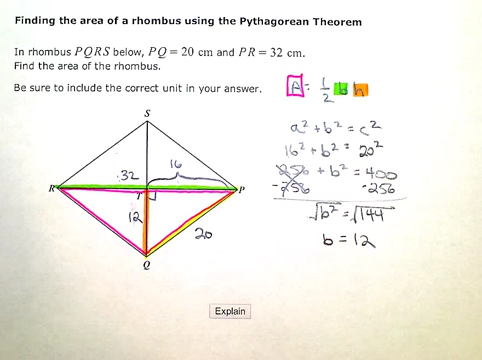 Finding the area of a rhombus using the Pythagorean Theorem
In rhombus PQRS below, PQ = 20 cm and PR = 32 cm.
Find the area of the rhombus.
Be sure to include the correct unit in your answer.
A = 1/2 b h
S
a² + b² = c²
16² + b² = 20²
256 + b² = 400
-256 -256
√b² = √144
b = 12
32
16
R
T
P
12
20
Q
Explain